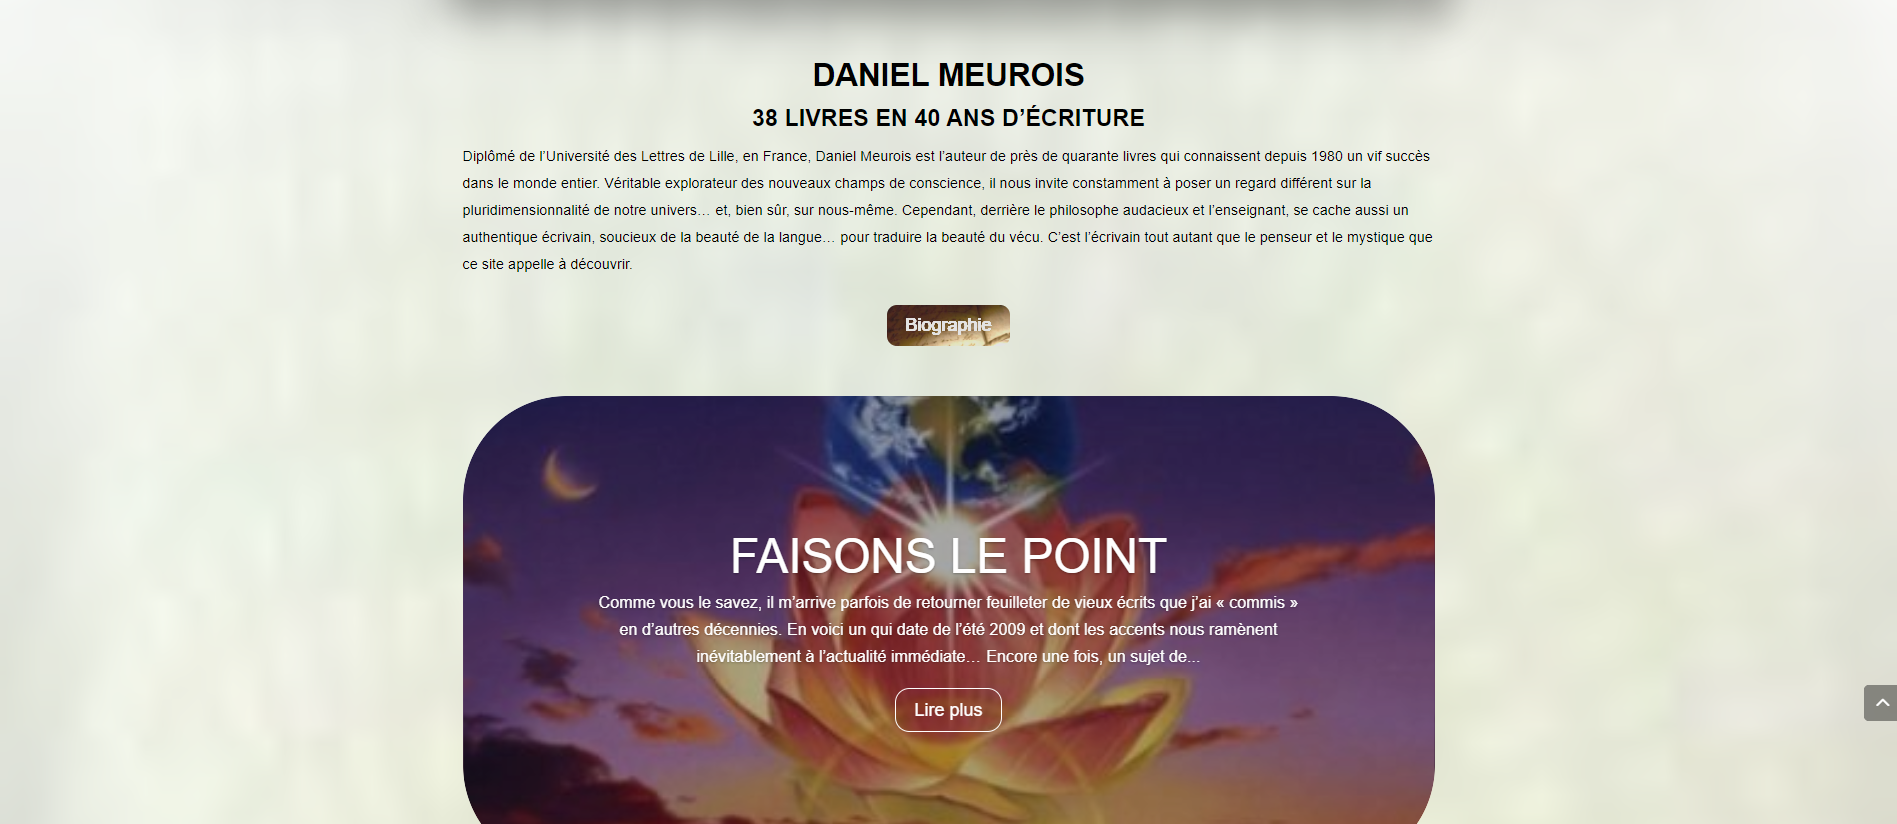 DANIEL MEUROIS
38 LIVRES EN 40 ANS D’ÉCRITURE
Diplômé de l’Université des Lettres de Lille, en France, Daniel Meurois est l’auteur de près de quarante livres qui connaissent depuis 1980 un vif succès
dans le monde entier. Véritable explorateur des nouveaux champs de conscience, il nous invite constamment à poser un regard différent sur la
pluridimensionnalité de notre univers… et, bien sûr, sur nous-même. Cependant, derrière le philosophe audacieux et l’enseignant, se cache aussi un
authentique écrivain, soucieux de la beauté de la langue… pour traduire la beauté du vécu. C’est l’écrivain tout autant que le penseur et le mystique que
ce site appelle à découvrir.
Biographie
FAISONS LE POINT
Comme vous le savez, il m’arrive parfois de retourner feuilleter de vieux écrits que j’ai « commis »
en d’autres décennies. En voici un qui date de l’été 2009 et dont les accents nous ramènent
inévitablement à l’actualité immédiate… Encore une fois, un sujet de...
Lire plus